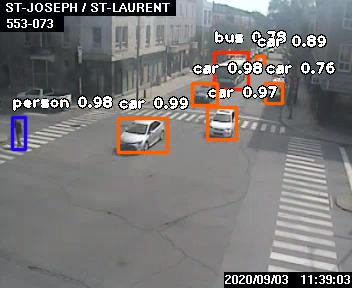 ST-JOSEPH / ST-LAURENT
553-073
bus 0.78
car 0.89
car 0.98
car 0.76
car 0.97
person 0.98
car 0.99
2020/09/03 11:39:03